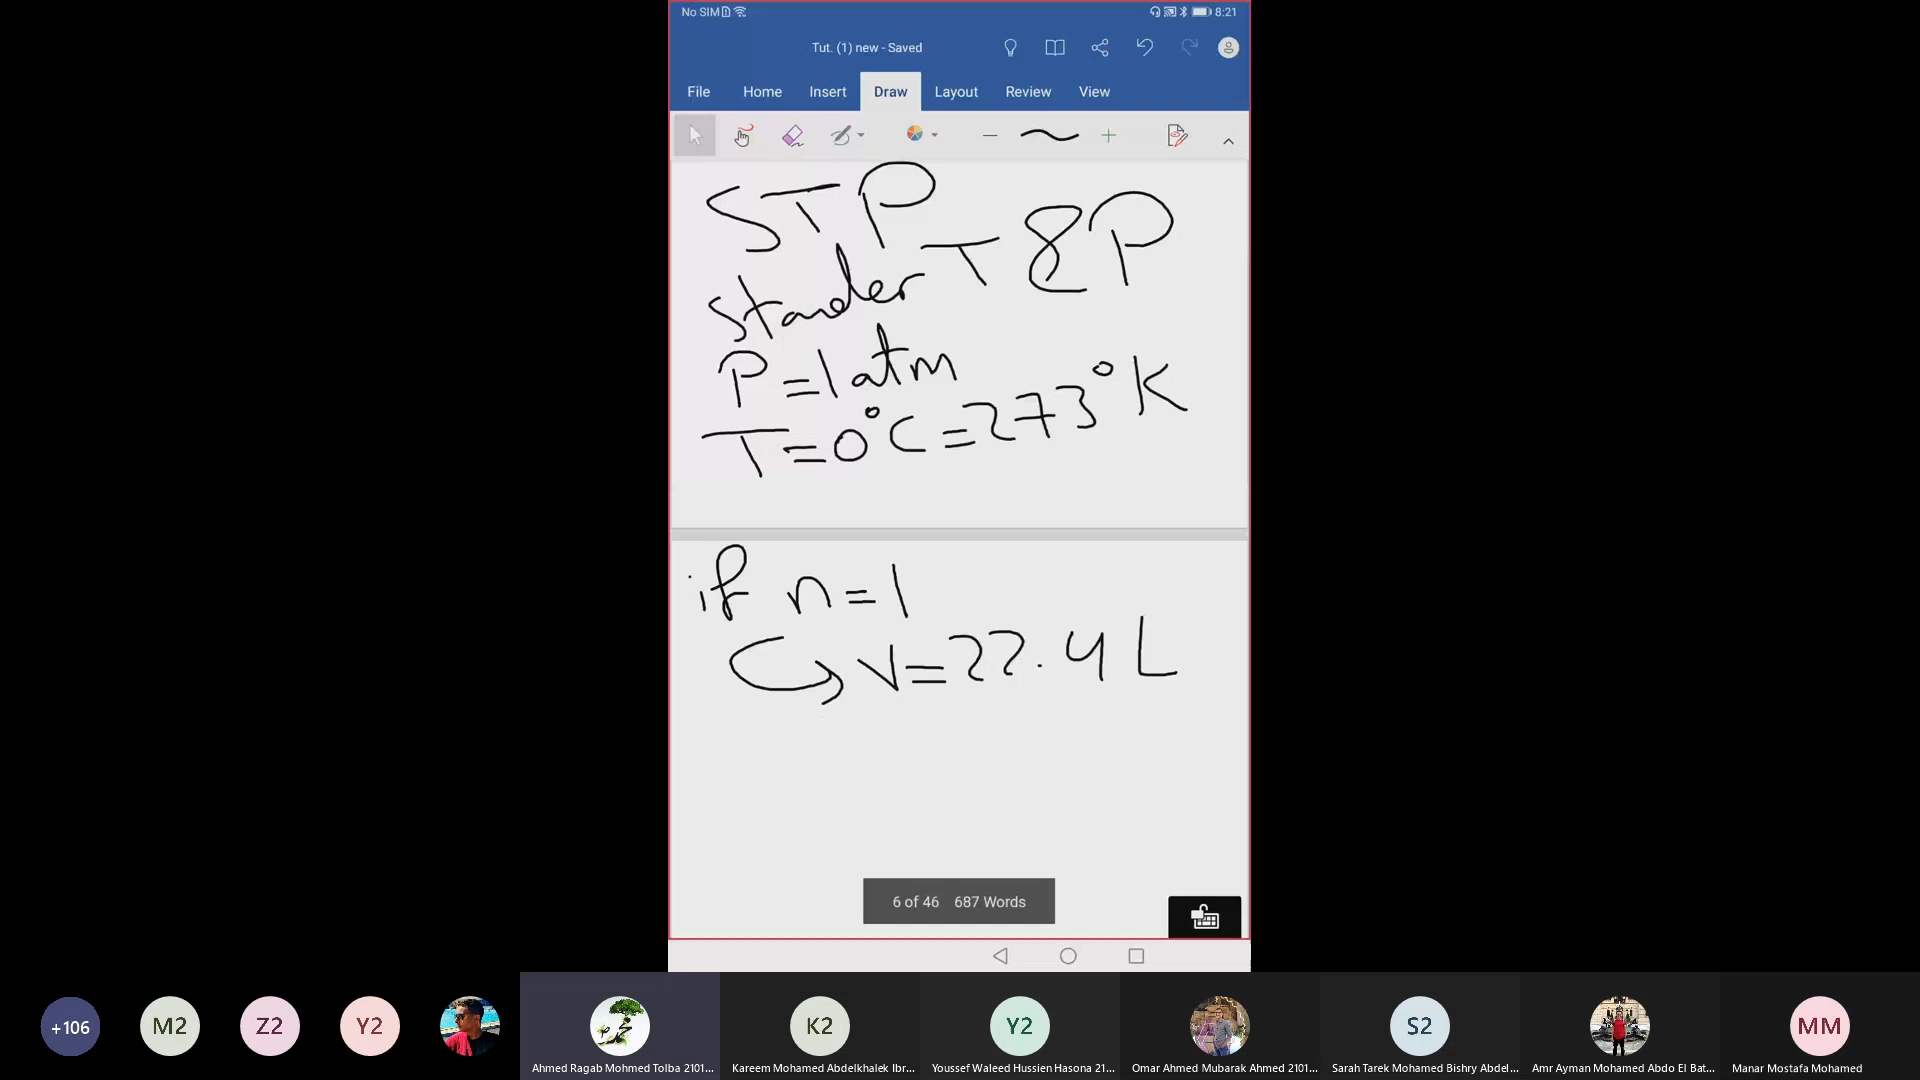 No SIM 8:21
Tut. (1) new - Saved
File Home Insert Draw Layout Review View
STP
stander T & P
P = 1 atm
T = 0°C = 273°K
if n = 1
↪ V = 22.4 L
6 of 46 687 Words
+106 M2 Z2 Y2 K2 Y2 S2 MM
Ahmed Ragab Mohmed Tolba 2101... Kareem Mohamed Abdelkhalek Ibr... Youssef Waleed Hussien Hasona 21... Omar Ahmed Mubarak Ahmed 2101... Sarah Tarek Mohamed Bishry Abdel... Amr Ayman Mohamed Abdo El Bat... Manar Mostafa Mohamed